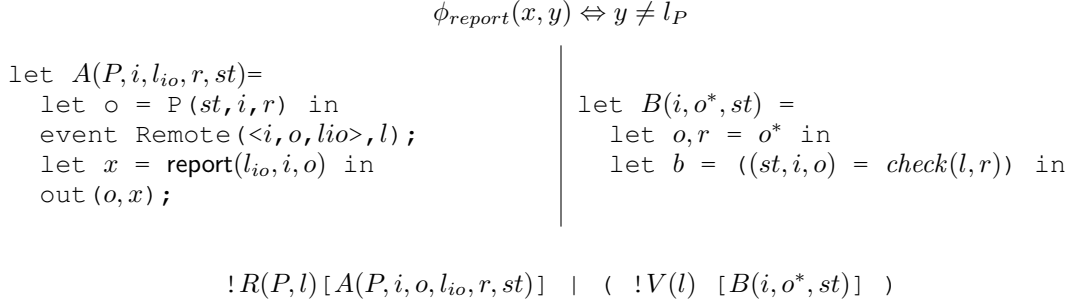 ϕ_report(x, y) ⇔ y ≠ l_P
let A(P, i, l_io, r, st)=
let o = P(st,i,r) in
event Remote(<i,o,lio>,l);
let x = report(l_io, i, o) in
out(o, x);
let B(i, o*, st) =
let o, r = o* in
let b = ((st, i, o) = check(l, r)) in
!R(P, l)[A(P, i, o, l_io, r, st)] | ( !V(l) [B(i, o*, st)] )